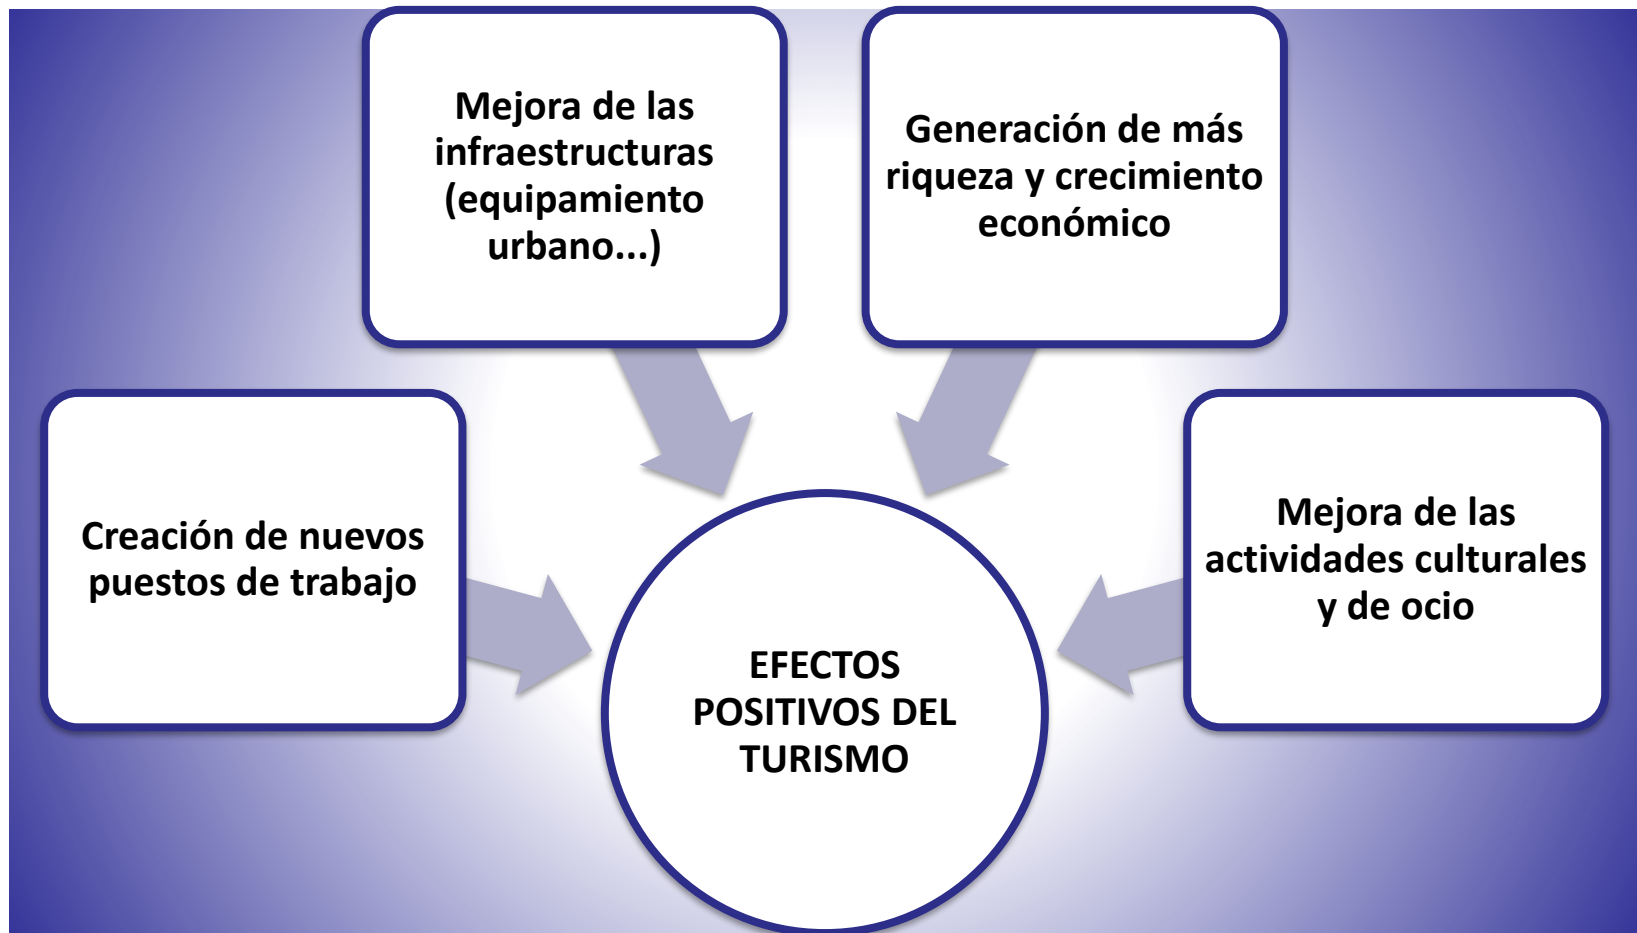 Mejora de las
infraestructuras
(equipamiento
urbano...)
Generación de más
riqueza y crecimiento
económico
Creación de nuevos
puestos de trabajo
Mejora de las
actividades culturales
y de ocio
EFECTOS
POSITIVOS DEL
TURISMO